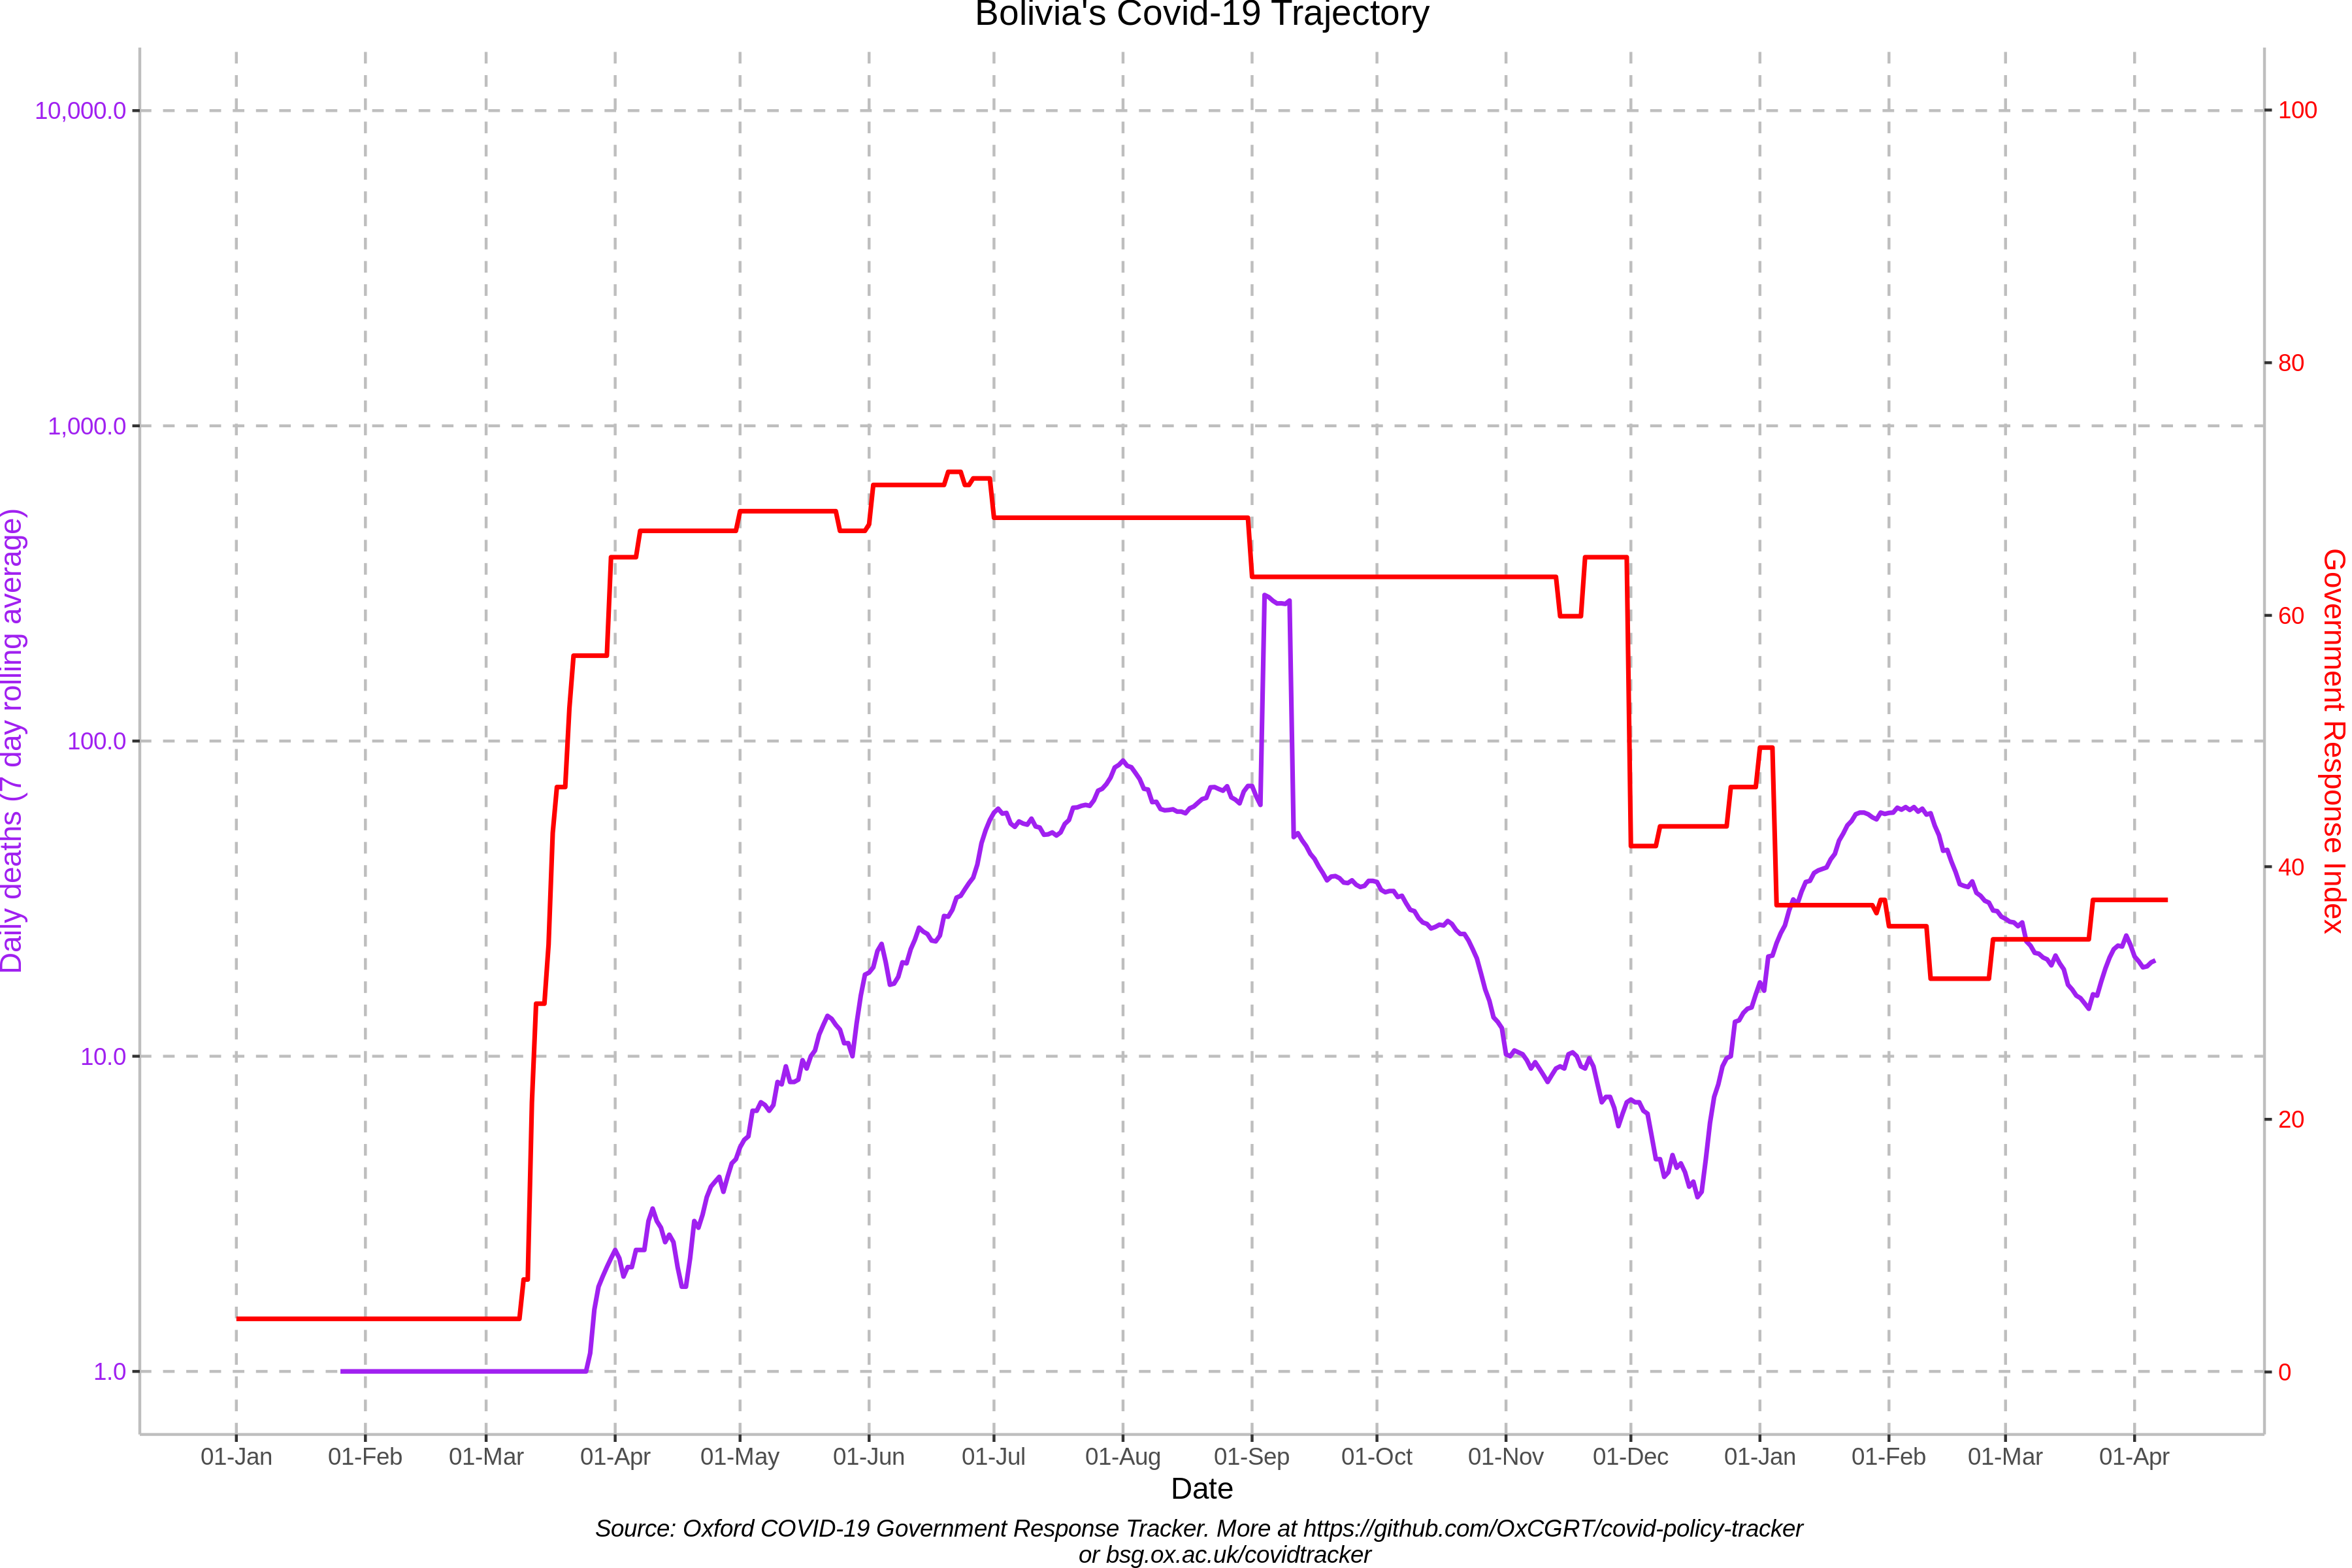 Bolivia's Covid-19 Trajectory
10,000.0
1,000.0
100.0
10.0
1.0
Daily deaths (7 day rolling average)
100
80
60
40
20
0
Government Response Index
01-Jan 01-Feb 01-Mar 01-Apr 01-May 01-Jun 01-Jul 01-Aug 01-Sep 01-Oct 01-Nov 01-Dec 01-Jan 01-Feb 01-Mar 01-Apr
Date
Source: Oxford COVID-19 Government Response Tracker. More at https://github.com/OxCGRT/covid-policy-tracker
or bsg.ox.ac.uk/covidtracker